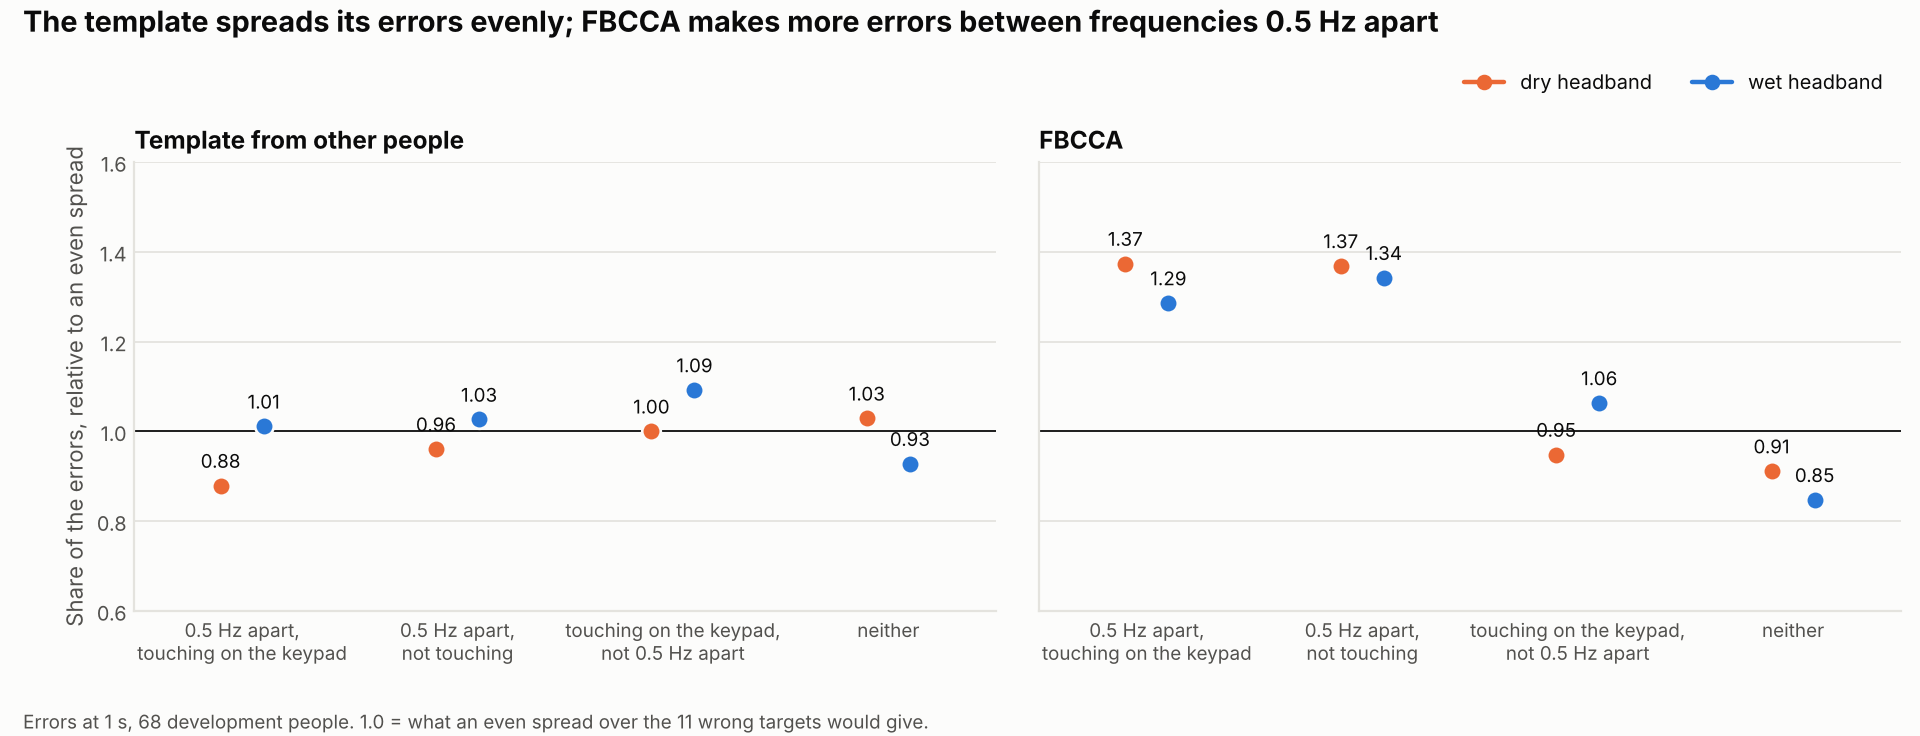 The template spreads its errors evenly; FBCCA makes more errors between frequencies 0.5 Hz apart
dry headband
wet headband
Template from other people
FBCCA
Share of the errors, relative to an even spread
1.6
1.4
1.2
1.0
0.8
0.6
0.88
1.01
0.96
1.03
1.00
1.09
1.03
0.93
1.37
1.29
1.37
1.34
0.95
1.06
0.91
0.85
0.5 Hz apart,
touching on the keypad
0.5 Hz apart,
not touching
touching on the keypad,
not 0.5 Hz apart
neither
0.5 Hz apart,
touching on the keypad
0.5 Hz apart,
not touching
touching on the keypad,
not 0.5 Hz apart
neither
Errors at 1 s, 68 development people. 1.0 = what an even spread over the 11 wrong targets would give.